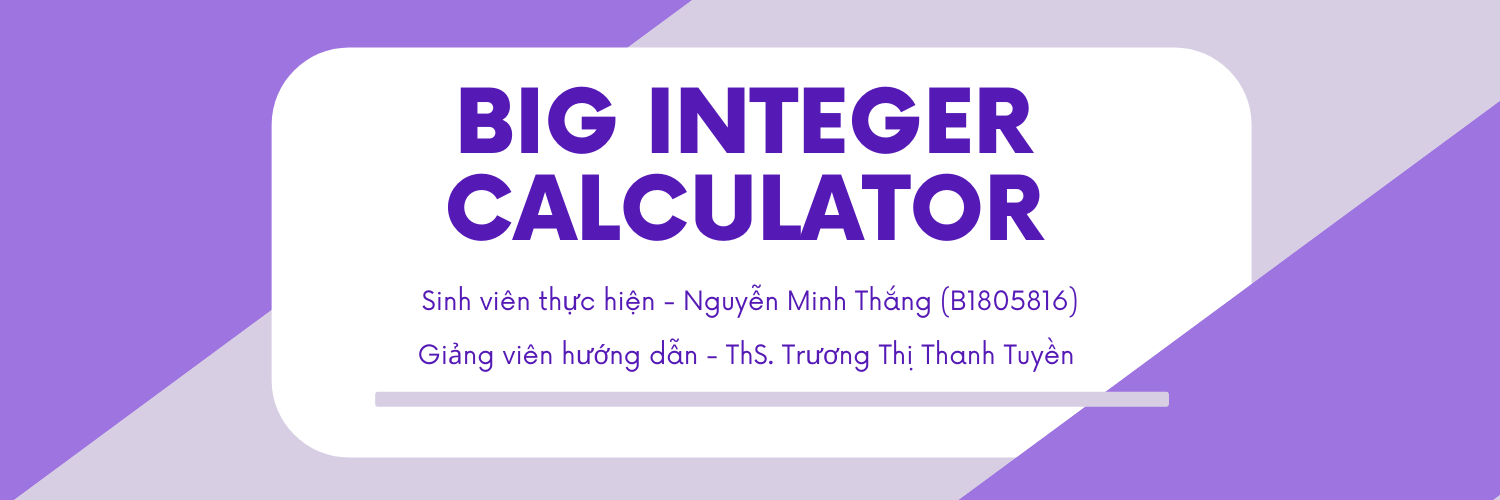 BIG INTEGER
CALCULATOR
Sinh viên thực hiện - Nguyễn Minh Thắng (B1805816)
Giảng viên hướng dẫn - ThS. Trương Thị Thanh Tuyền